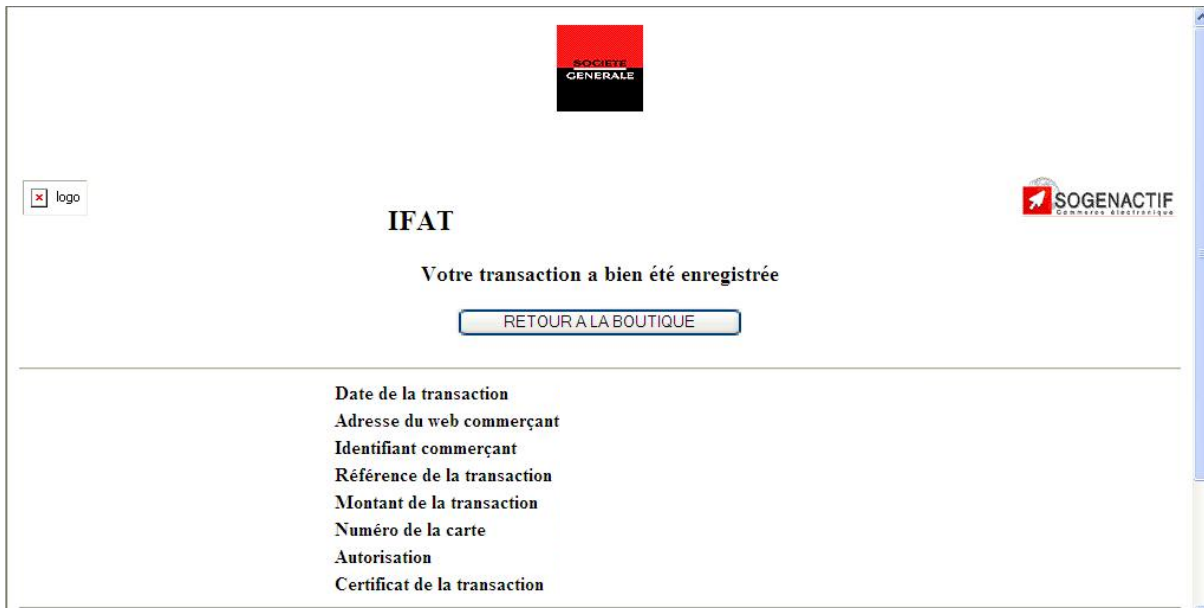 SOCIETE
GENERALE
logo
IFAT
SOGENACTIF
Commerce électronique
Votre transaction a bien été enregistrée
RETOUR A LA BOUTIQUE
Date de la transaction
Adresse du web commerçant
Identifiant commerçant
Référence de la transaction
Montant de la transaction
Numéro de la carte
Autorisation
Certificat de la transaction